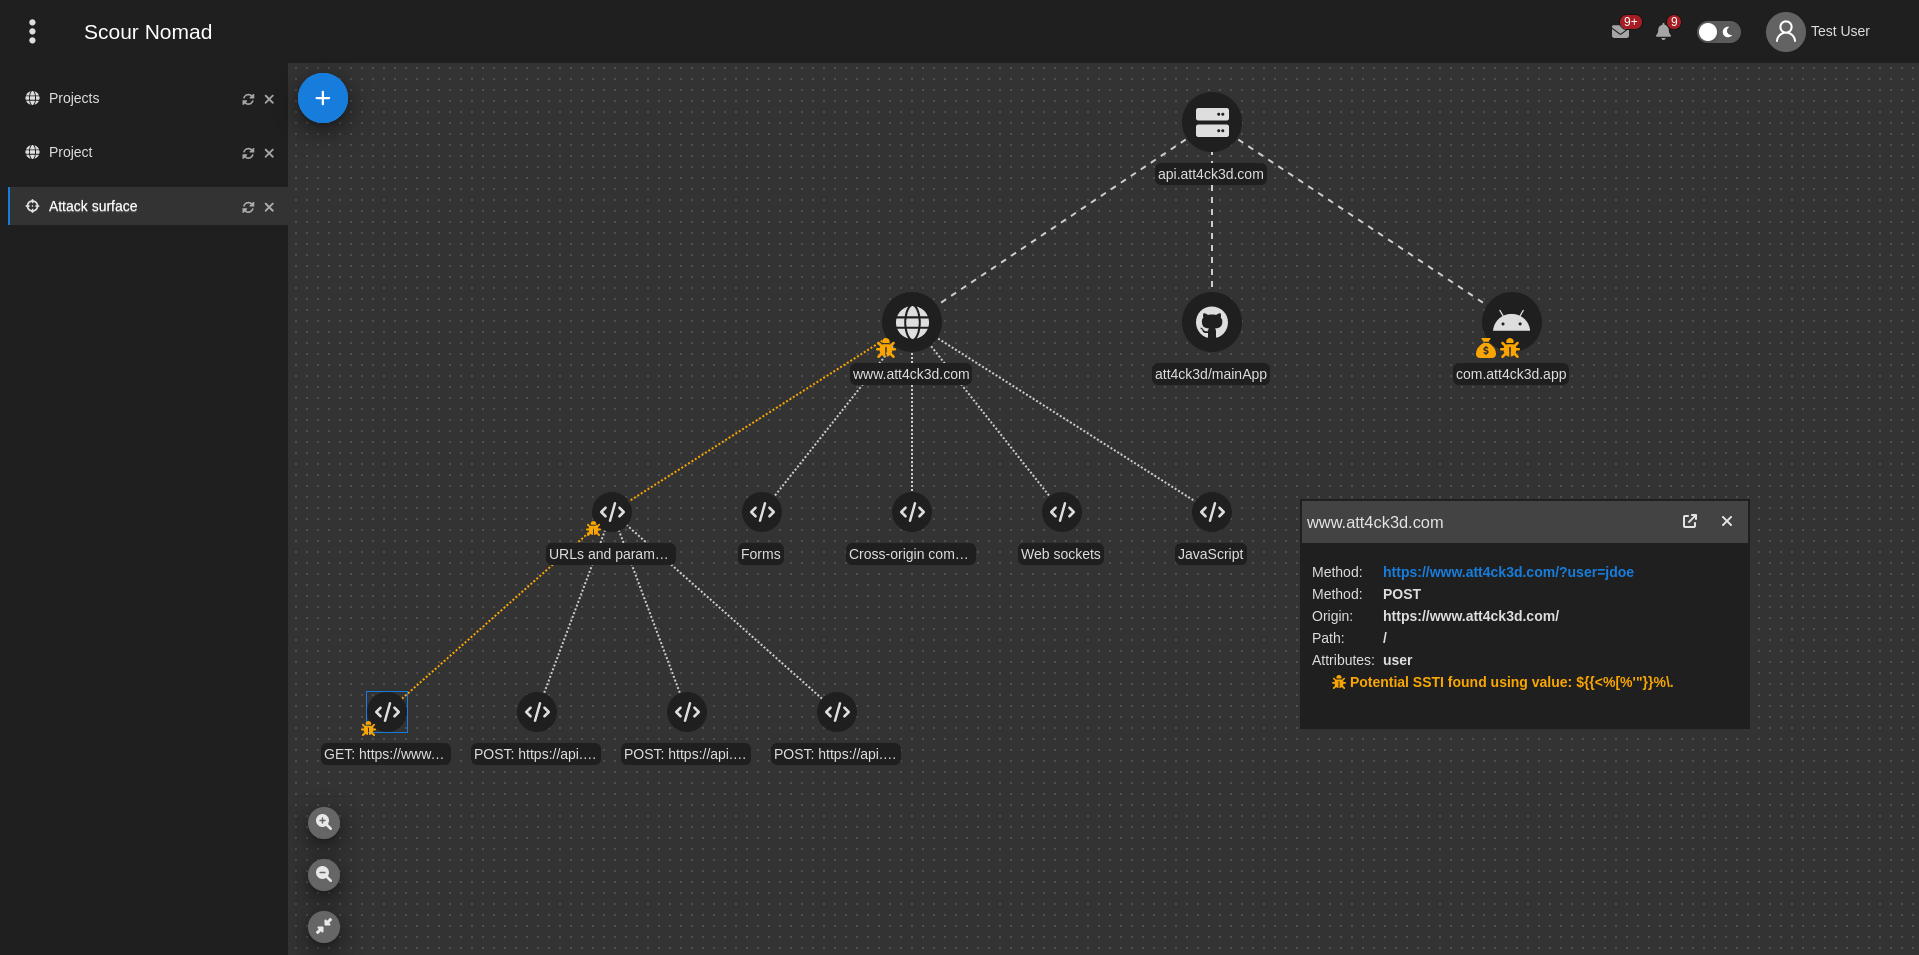 Scour Nomad
9+
9
Test User
Projects
Project
Attack surface
api.att4ck3d.com
www.att4ck3d.com
att4ck3d/mainApp
com.att4ck3d.app
URLs and param…
Forms
Cross-origin com…
Web sockets
JavaScript
www.att4ck3d.com
Method: https://www.att4ck3d.com/?user=jdoe
Method: POST
Origin: https://www.att4ck3d.com/
Path: /
Attributes: user
Potential SSTI found using value: ${{<%[%'"}}%\.
GET: https://www.…
POST: https://api.…
POST: https://api.…
POST: https://api.…